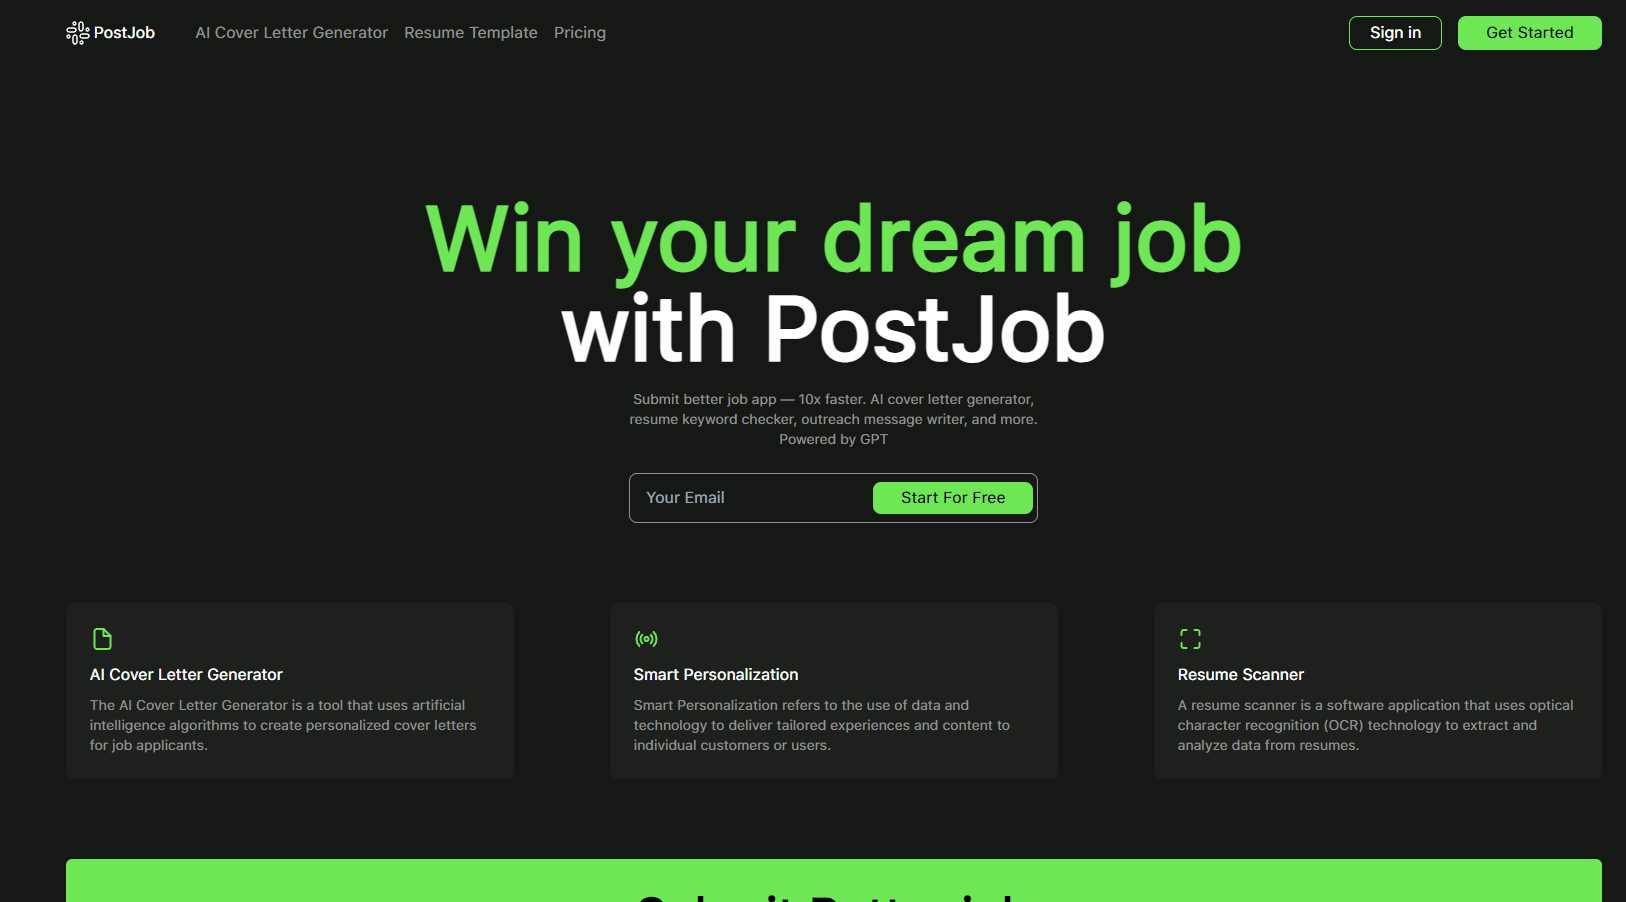 PostJob
AI Cover Letter Generator
Resume Template
Pricing
Sign in
Get Started
Win your dream job
with PostJob
Submit better job app — 10x faster. AI cover letter generator,
resume keyword checker, outreach message writer, and more.
Powered by GPT
Your Email
Start For Free
AI Cover Letter Generator
The AI Cover Letter Generator is a tool that uses artificial
intelligence algorithms to create personalized cover letters
for job applicants.
Smart Personalization
Smart Personalization refers to the use of data and
technology to deliver tailored experiences and content to
individual customers or users.
Resume Scanner
A resume scanner is a software application that uses optical
character recognition (OCR) technology to extract and
analyze data from resumes.